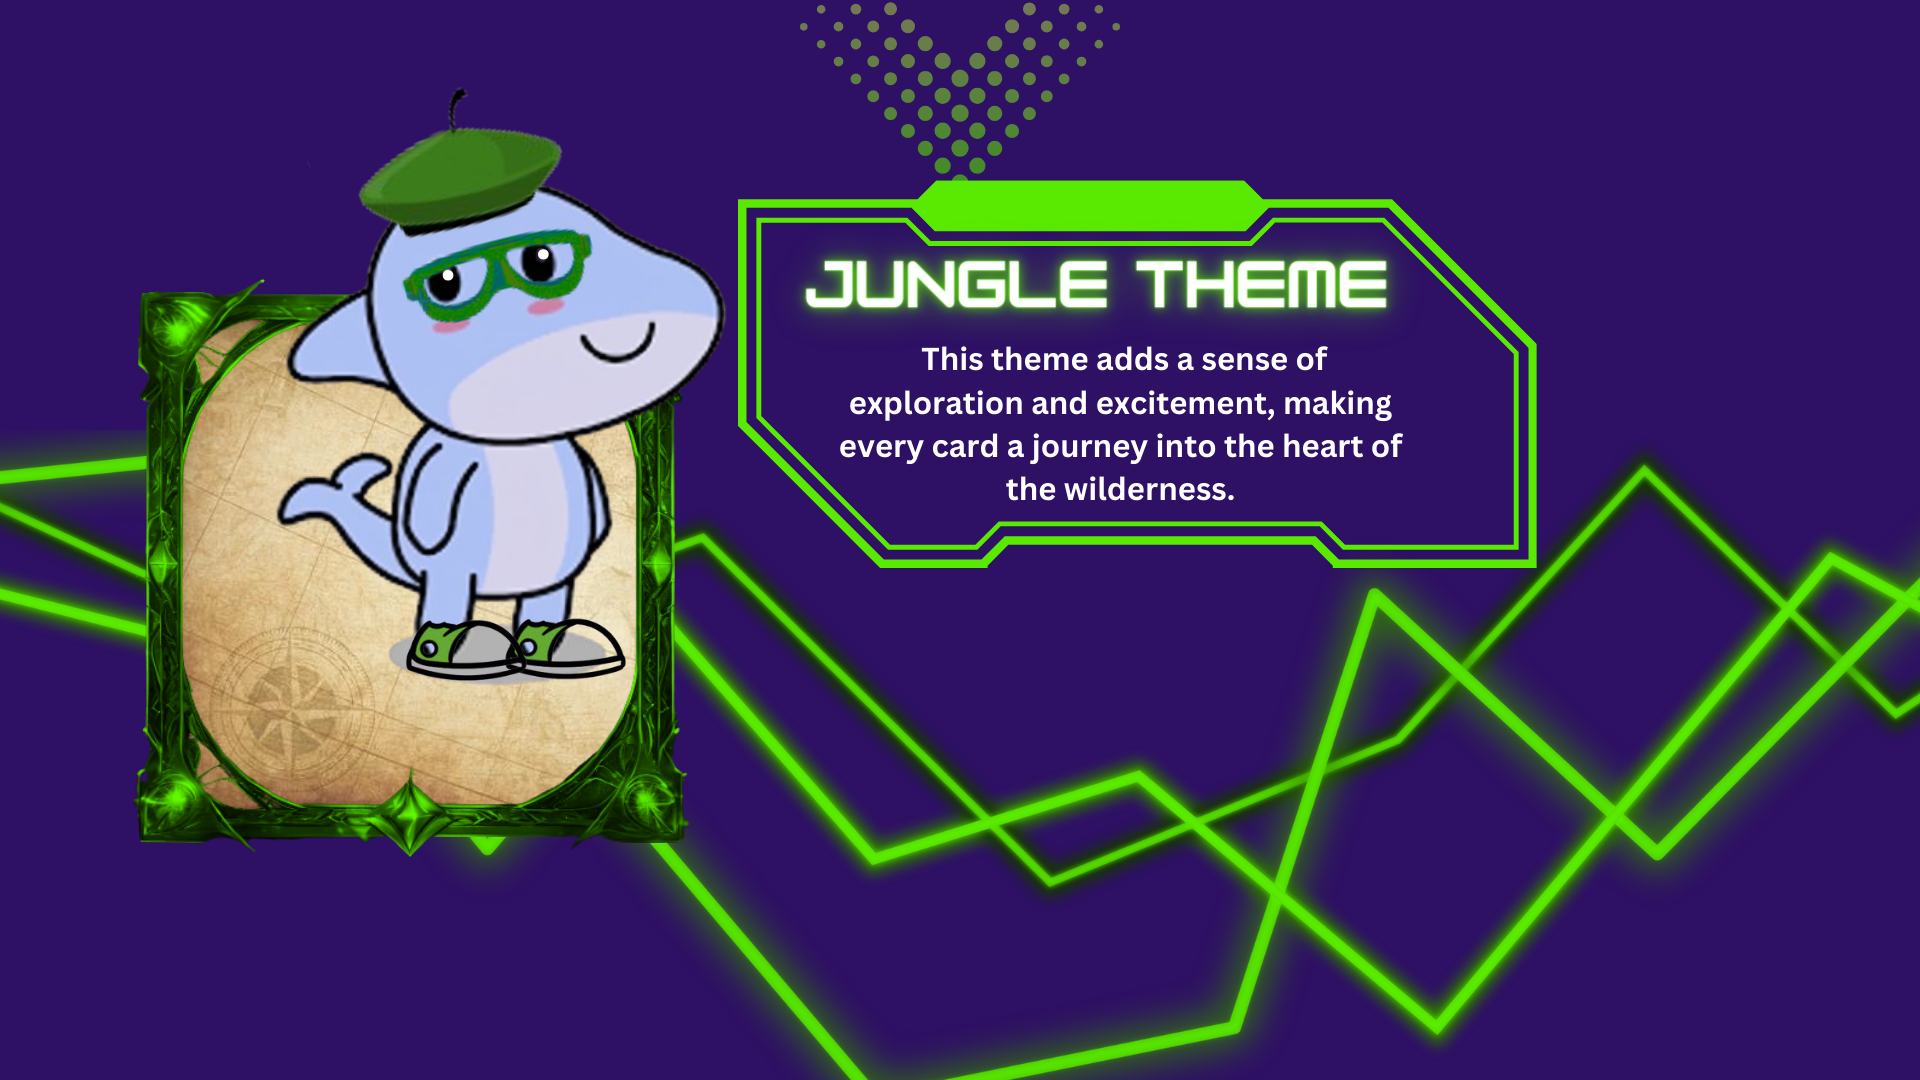 JUNGLE THEME
This theme adds a sense of
exploration and excitement, making
every card a journey into the heart of
the wilderness.